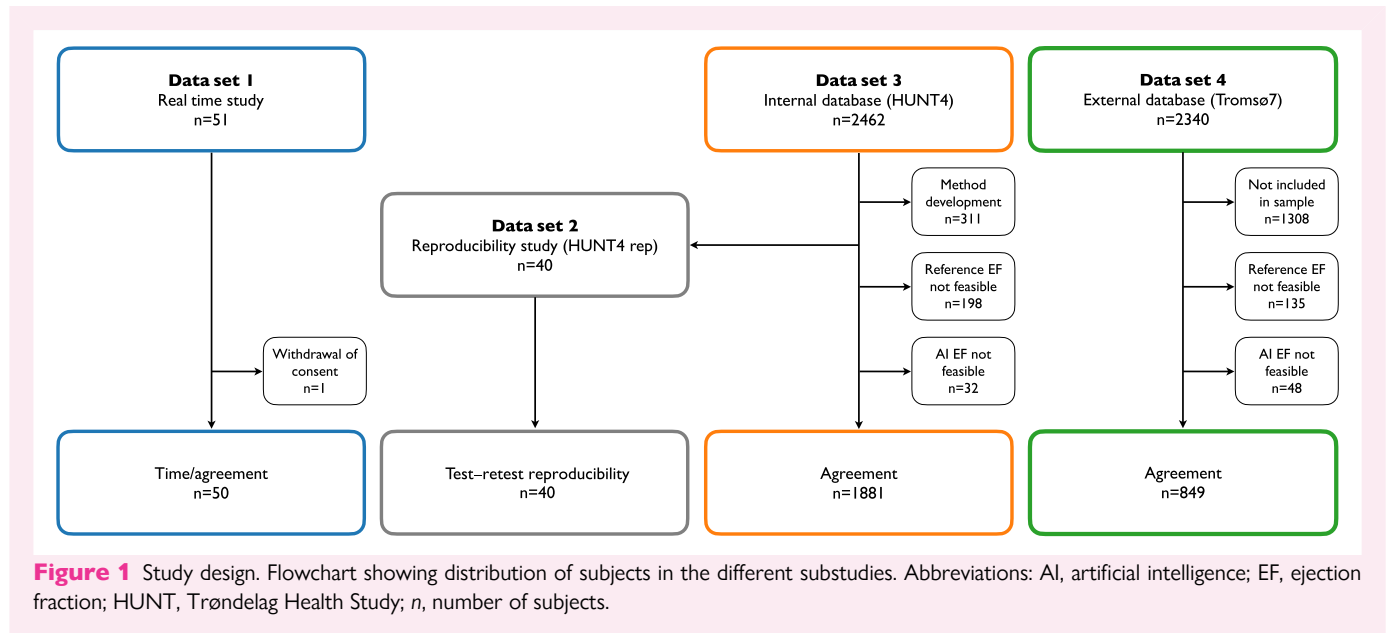 Data set 1
Real time study
n=51
Withdrawal of
consent
n=1
Time/agreement
n=50
Data set 2
Reproducibility study (HUNT4 rep)
n=40
Test–retest reproducibility
n=40
Data set 3
Internal database (HUNT4)
n=2462
Method
development
n=311
Reference EF
not feasible
n=198
AI EF not
feasible
n=32
Agreement
n=1881
Data set 4
External database (Tromsø7)
n=2340
Not included
in sample
n=1308
Reference EF
not feasible
n=135
AI EF not
feasible
n=48
Agreement
n=849
Figure 1 Study design. Flowchart showing distribution of subjects in the different substudies. Abbreviations: AI, artificial intelligence; EF, ejection
fraction; HUNT, Trøndelag Health Study; n, number of subjects.